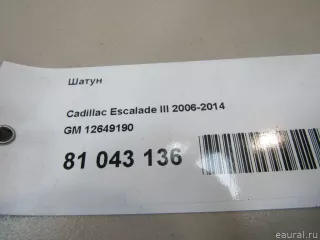 Шатун
Cadillac Escalade III 2006-2014
GM 12649190
81 043 136
eaural.ru